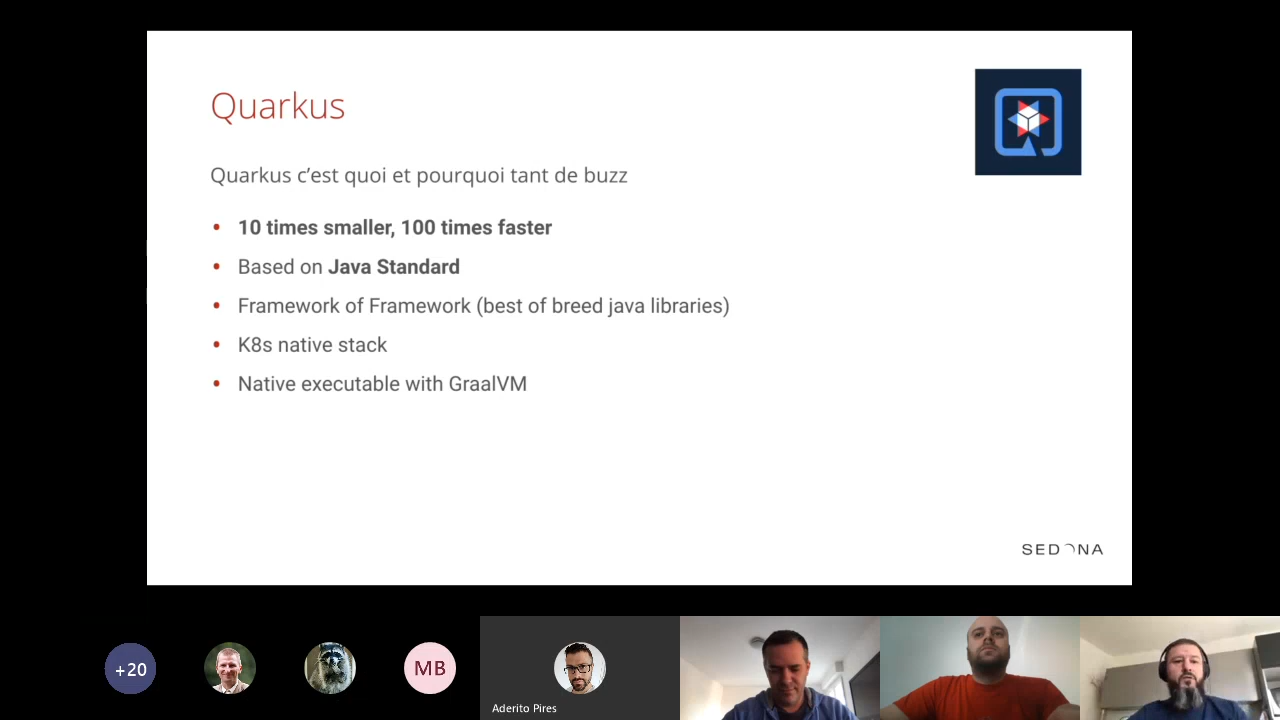 Quarkus
Quarkus c’est quoi et pourquoi tant de buzz
• 10 times smaller, 100 times faster
• Based on Java Standard
• Framework of Framework (best of breed java libraries)
• K8s native stack
• Native executable with GraalVM
SEDONA
+20
MB
Aderito Pires